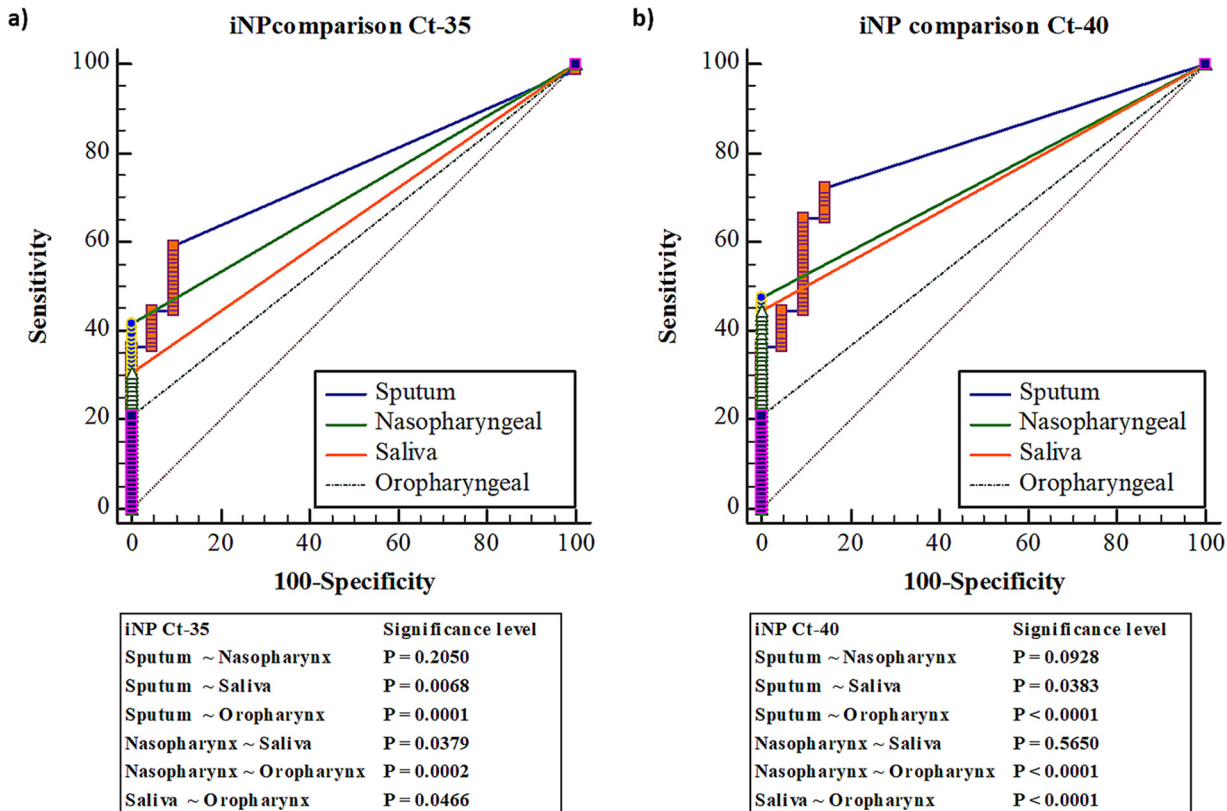 a)
iNPcomparison Ct-35
100
80
60
40
20
0
Sensitivity
Sputum
Nasopharyngeal
Saliva
Oropharyngeal
0 20 40 60 80 100
100-Specificity
iNP Ct-35 Significance level
Sputum ~ Nasopharynx P = 0.2050
Sputum ~ Saliva P = 0.0068
Sputum ~ Oropharynx P = 0.0001
Nasopharynx ~ Saliva P = 0.0379
Nasopharynx ~ Oropharynx P = 0.0002
Saliva ~ Oropharynx P = 0.0466
b)
iNP comparison Ct-40
100
80
60
40
20
0
Sensitivity
Sputum
Nasopharyngeal
Saliva
Oropharyngeal
0 20 40 60 80 100
100-Specificity
iNP Ct-40 Significance level
Sputum ~ Nasopharynx P = 0.0928
Sputum ~ Saliva P = 0.0383
Sputum ~ Oropharynx P < 0.0001
Nasopharynx ~ Saliva P = 0.5650
Nasopharynx ~ Oropharynx P < 0.0001
Saliva ~ Oropharynx P < 0.0001